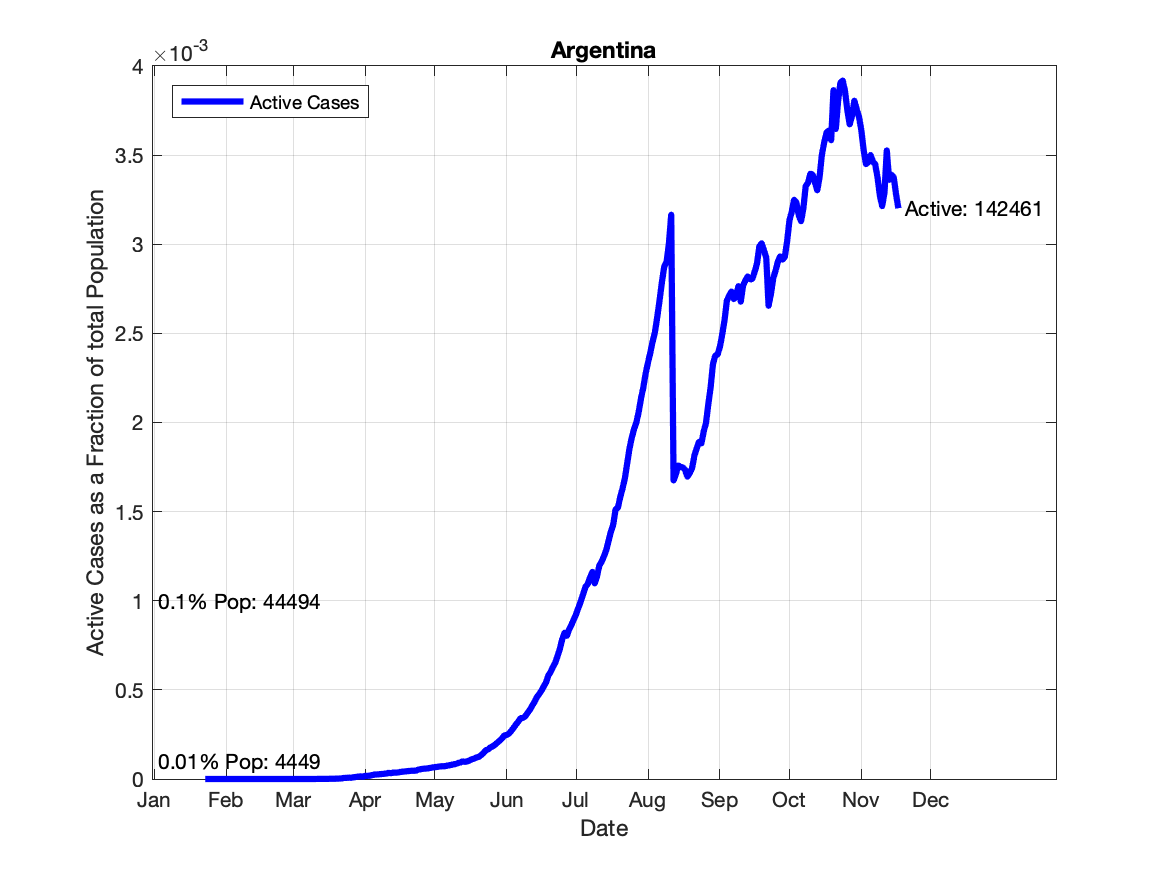 Argentina
×10-3
4
3.5
3
2.5
2
1.5
1
0.5
0
Active Cases as a Fraction of total Population
Active Cases
Active: 142461
0.1% Pop: 44494
0.01% Pop: 4449
Jan Feb Mar Apr May Jun Jul Aug Sep Oct Nov Dec
Date